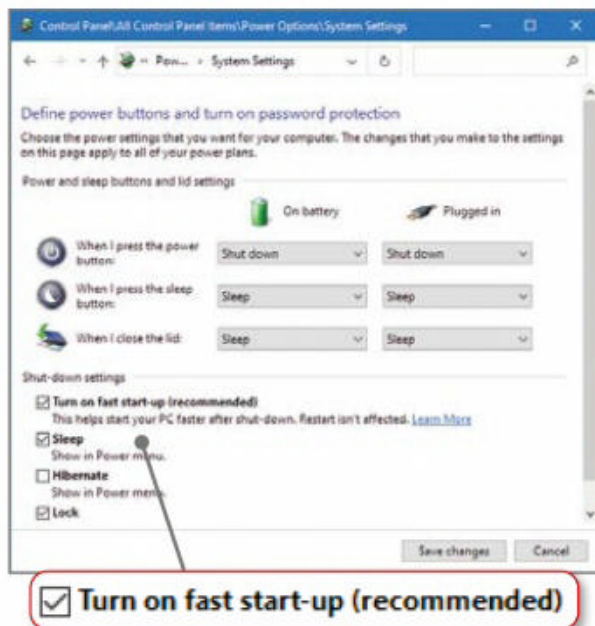 Control Panel\All Control Panel Items\Power Options\System Settings
Pow... › System Settings
Define power buttons and turn on password protection
Choose the power settings that you want for your computer. The changes that you make to the settings
on this page apply to all of your power plans.
Power and sleep buttons and lid settings
On battery
Plugged in
When I press the power
button:
Shut down
Shut down
When I press the sleep
button:
Sleep
Sleep
When I close the lid:
Sleep
Sleep
Shut-down settings
Turn on fast start-up (recommended)
This helps start your PC faster after shut-down. Restart isn't affected. Learn More
Sleep
Show in Power menu.
Hibernate
Show in Power menu.
Lock
Save changes
Cancel
Turn on fast start-up (recommended)